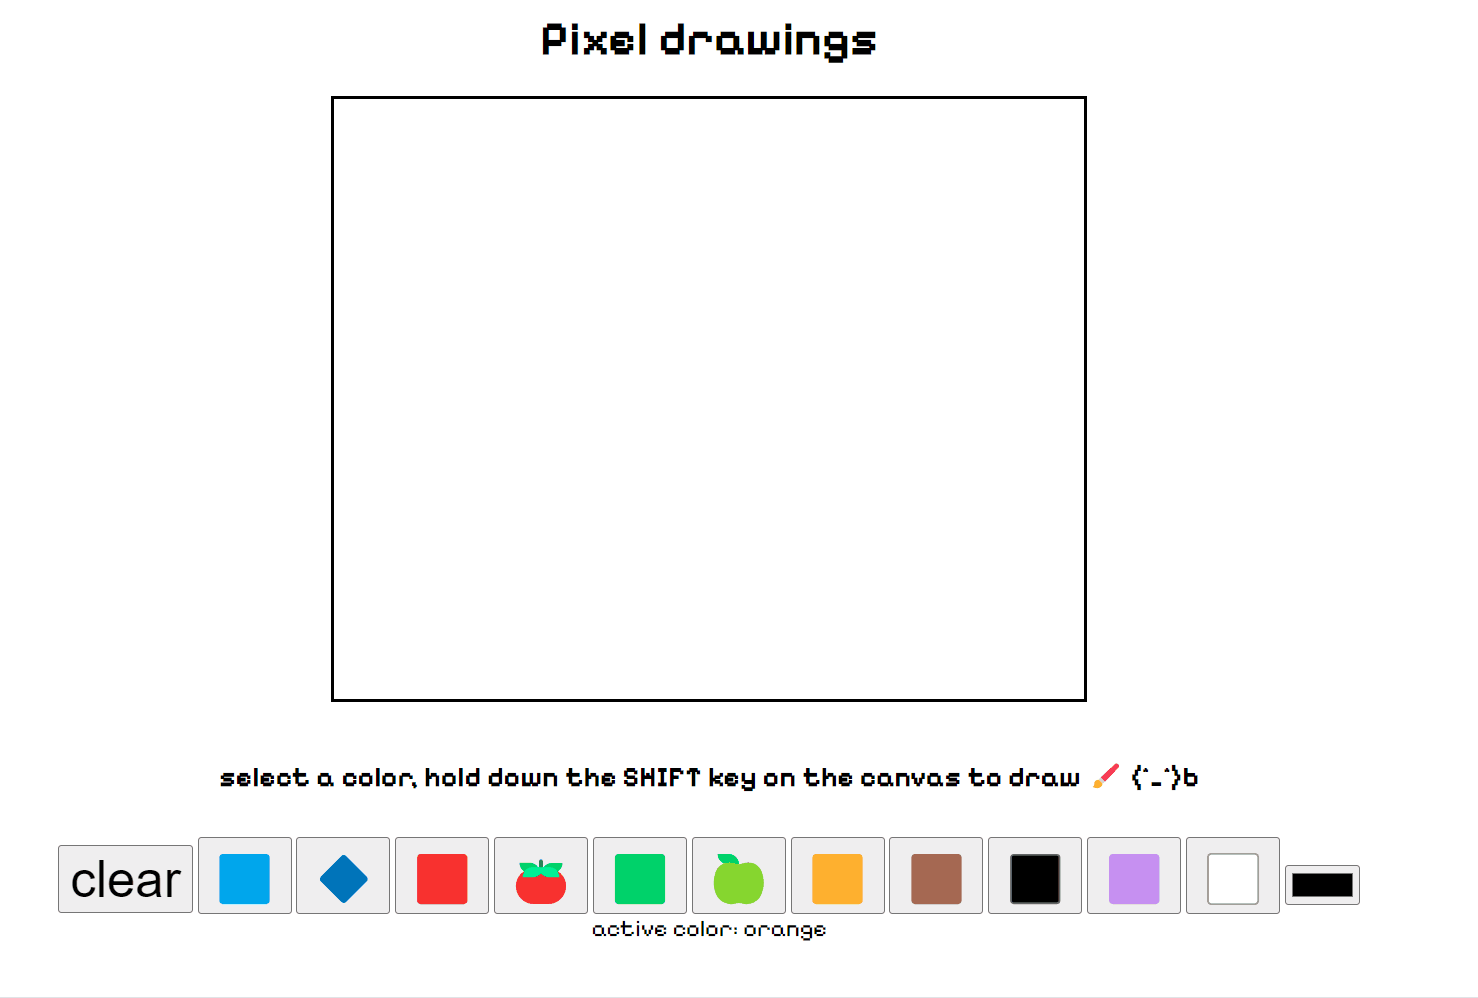 Pixel drawings
select a color, hold down the SHIFT key on the canvas to draw 🖌️ (^_^)b
clear
active color: orange